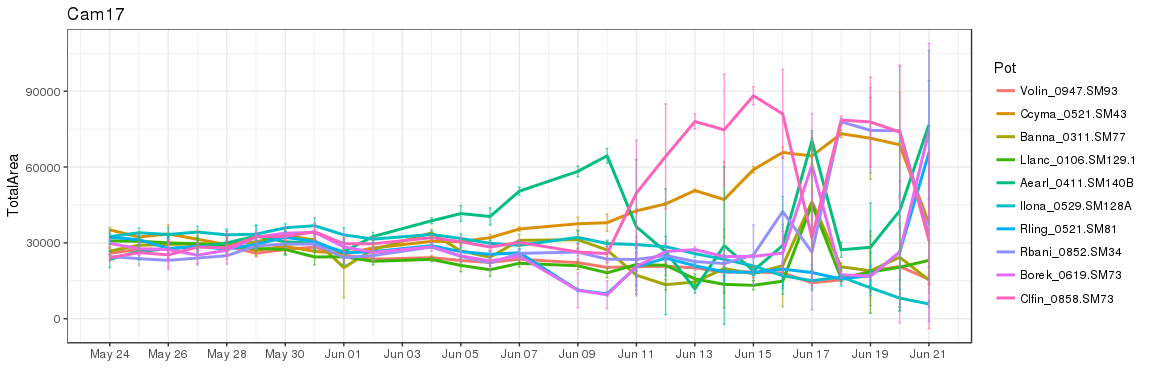 Cam17
TotalArea
90000
60000
30000
0
May 24 May 26 May 28 May 30 Jun 01 Jun 03 Jun 05 Jun 07 Jun 09 Jun 11 Jun 13 Jun 15 Jun 17 Jun 19 Jun 21
Pot
Volin_0947.SM93
Ccyma_0521.SM43
Banna_0311.SM77
Llanc_0106.SM129.1
Aearl_0411.SM140B
Ilona_0529.SM128A
Rling_0521.SM81
Rbani_0852.SM34
Borek_0619.SM73
Clfin_0858.SM73